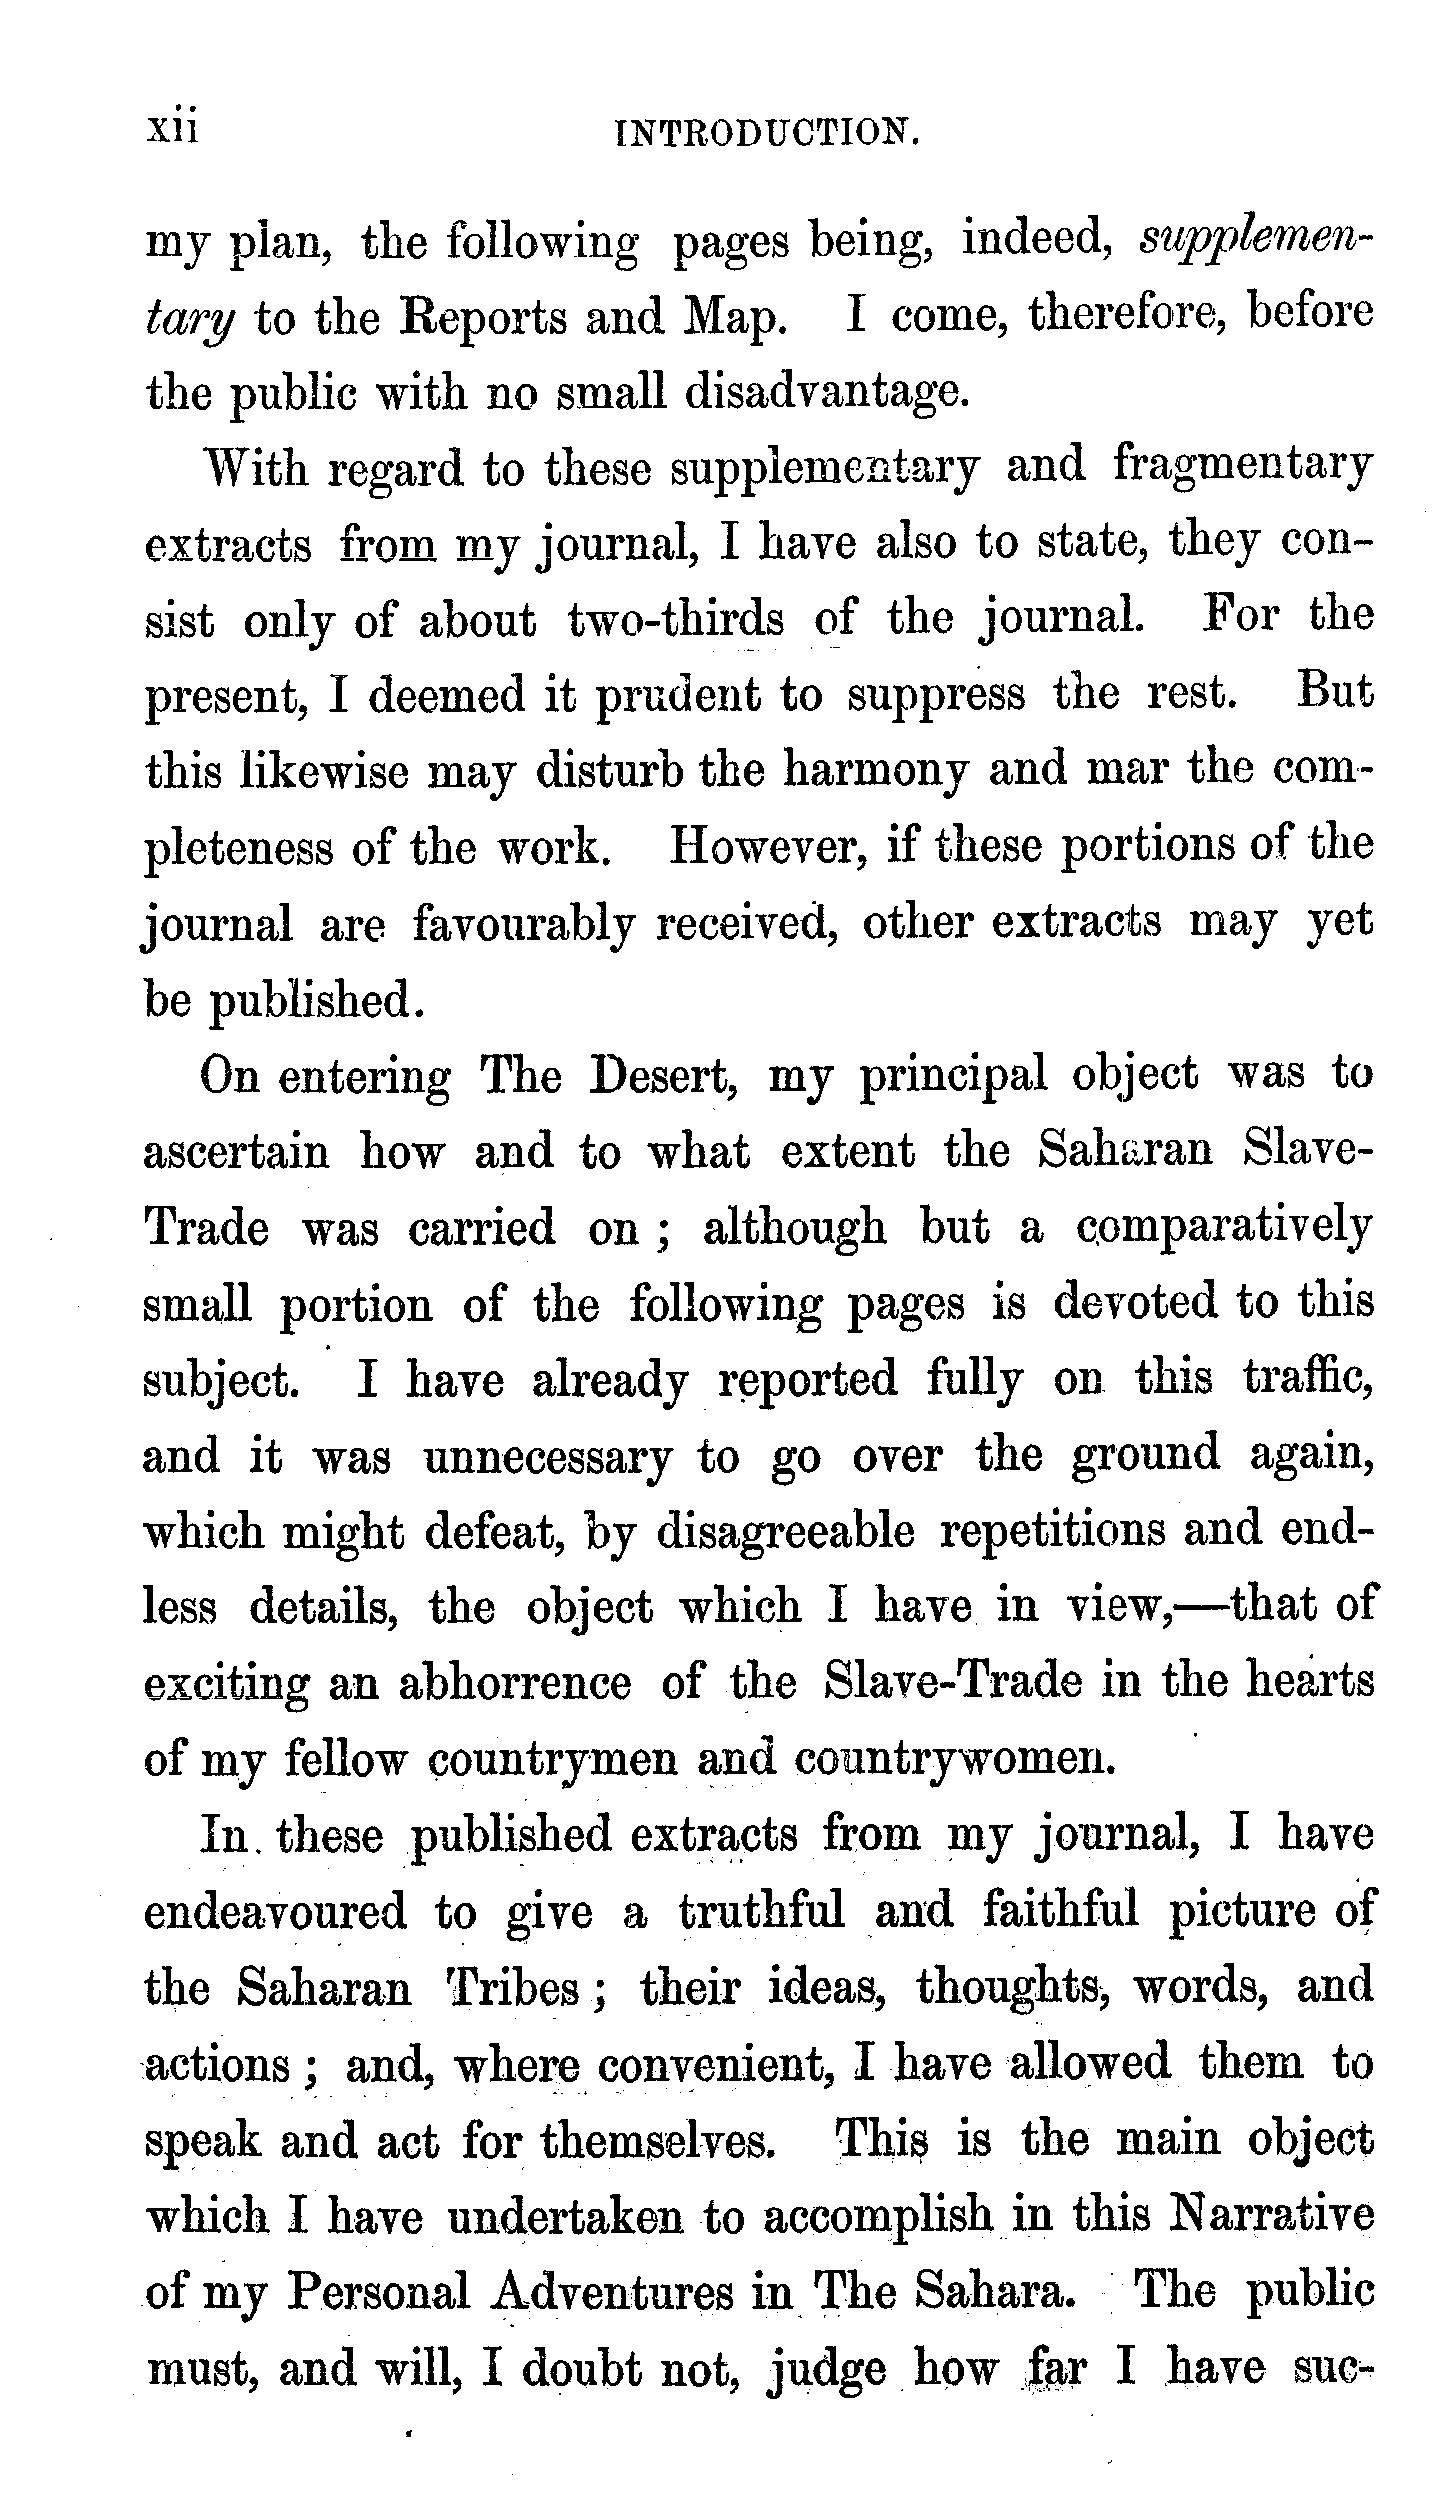 xii INTRODUCTION.
my plan, the following pages being, indeed, supplemen-
tary to the Reports and Map. I come, therefore, before
the public with no small disadvantage.
With regard to these supplementary and fragmentary
extracts from my journal, I have also to state, they con-
sist only of about two-thirds of the journal. For the
present, I deemed it prudent to suppress the rest. But
this likewise may disturb the harmony and mar the com-
pleteness of the work. However, if these portions of the
journal are favourably received, other extracts may yet
be published.
On entering The Desert, my principal object was to
ascertain how and to what extent the Saharan Slave-
Trade was carried on ; although but a comparatively
small portion of the following pages is devoted to this
subject. I have already reported fully on this traffic,
and it was unnecessary to go over the ground again,
which might defeat, by disagreeable repetitions and end-
less details, the object which I have in view,—that of
exciting an abhorrence of the Slave-Trade in the hearts
of my fellow countrymen and countrywomen.
In these published extracts from my journal, I have
endeavoured to give a truthful and faithful picture of
the Saharan Tribes ; their ideas, thoughts, words, and
actions ; and, where convenient, I have allowed them to
speak and act for themselves. This is the main object
which I have undertaken to accomplish in this Narrative
of my Personal Adventures in The Sahara. The public
must, and will, I doubt not, judge how far I have suc-